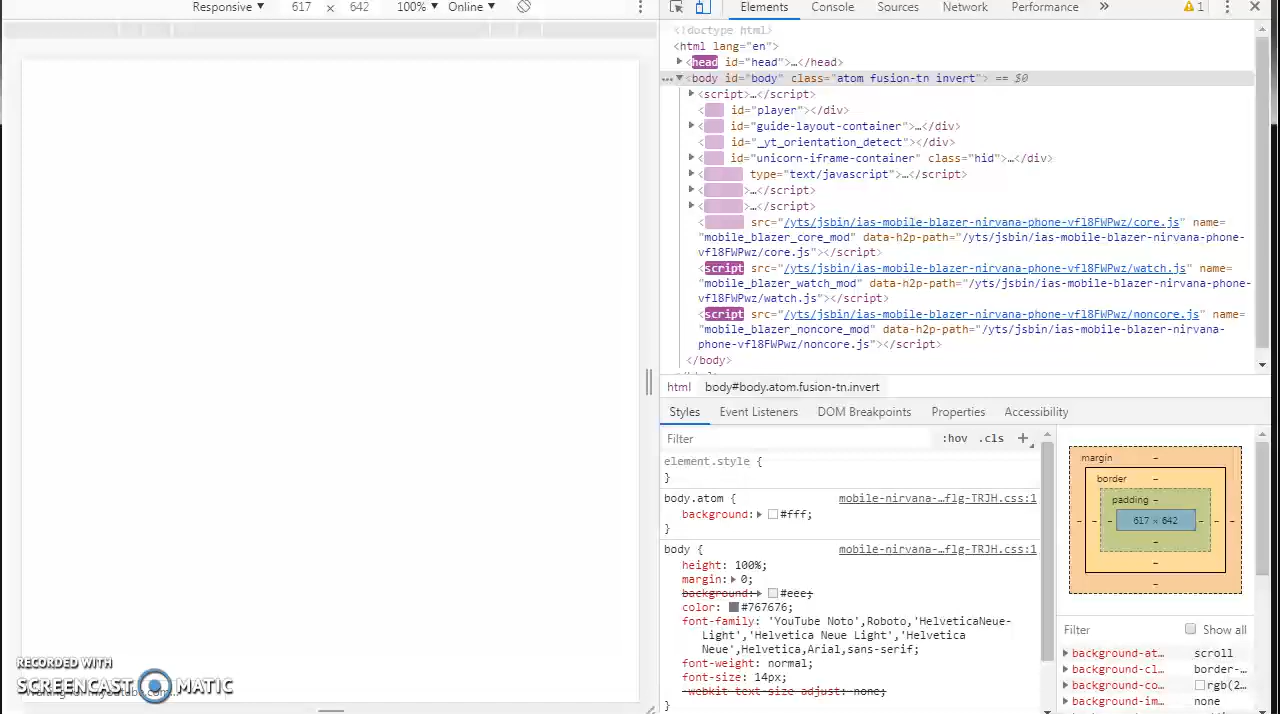 Responsive ▼ 617 × 642 100% ▼ Online ▼
Elements Console Sources Network Performance » 1
<!doctype html>
<html lang="en">
<head id="head">…</head>
<body id="body" class="atom fusion-tn invert"> == $0
<script>…</script>
< id="player"></div>
< id="guide-layout-container">…</div>
< id="_yt_orientation_detect"></div>
< id="unicorn-iframe-container" class="hid">…</div>
< type="text/javascript">…</script>
< >…</script>
< >…</script>
< src="/yts/jsbin/ias-mobile-blazer-nirvana-phone-vfl8FWPwz/core.js" name=
"mobile_blazer_core_mod" data-h2p-path="/yts/jsbin/ias-mobile-blazer-nirvana-phone-
vfl8FWPwz/core.js"></script>
<script src="/yts/jsbin/ias-mobile-blazer-nirvana-phone-vfl8FWPwz/watch.js" name=
"mobile_blazer_watch_mod" data-h2p-path="/yts/jsbin/ias-mobile-blazer-nirvana-phone-
vfl8FWPwz/watch.js"></script>
<script src="/yts/jsbin/ias-mobile-blazer-nirvana-phone-vfl8FWPwz/noncore.js" name=
"mobile_blazer_noncore_mod" data-h2p-path="/yts/jsbin/ias-mobile-blazer-nirvana-
phone-vfl8FWPwz/noncore.js"></script>
</body>
html body#body.atom.fusion-tn.invert
Styles Event Listeners DOM Breakpoints Properties Accessibility
Filter :hov .cls +
element.style {
}
body.atom { mobile-nirvana-…flg-TRJH.css:1
background: #fff;
}
body { mobile-nirvana-…flg-TRJH.css:1
height: 100%;
margin: 0;
background: #eee;
color: #767676;
font-family: 'YouTube Noto',Roboto,'HelveticaNeue-
Light','Helvetica Neue Light','Helvetica
Neue',Helvetica,Arial,sans-serif;
font-weight: normal;
font-size: 14px;
-webkit-text-size-adjust: none;
}
margin –
border –
padding –
– – – 617 × 642 – – –
–
–
–
Filter Show all
background-at… scroll
background-cl… border-…
background-co… rgb(2…
background-im… none
RECORDED WITH
SCREENCAST MATIC